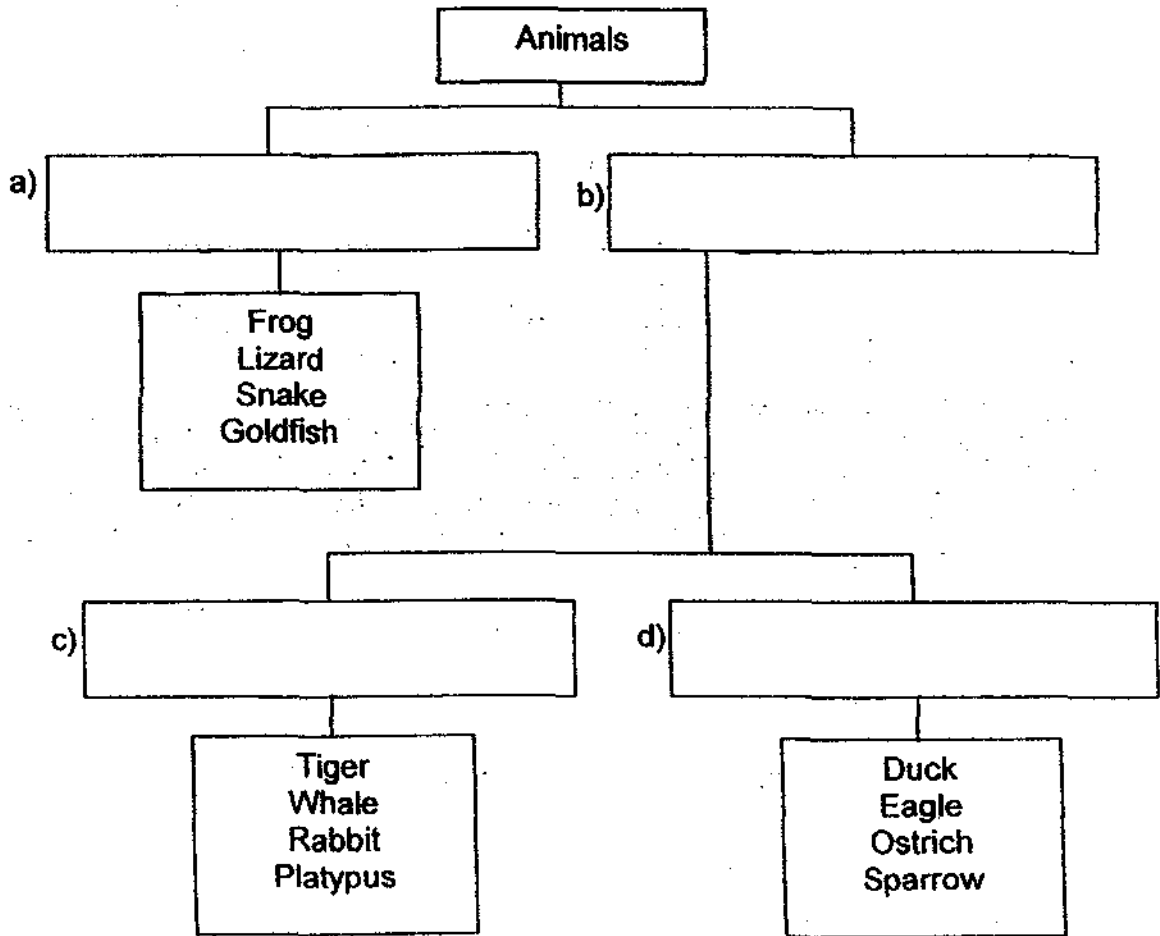 Animals
a)
b)
Frog
Lizard
Snake
Goldfish
c)
d)
Tiger
Whale
Rabbit
Platypus
Duck
Eagle
Ostrich
Sparrow